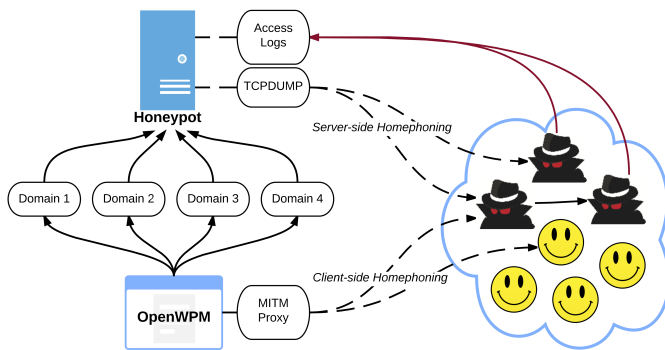 Access
Logs
TCPDUMP
Honeypot
Server-side Homephoning
Domain 1
Domain 2
Domain 3
Domain 4
Client-side Homephoning
OpenWPM
MITM
Proxy